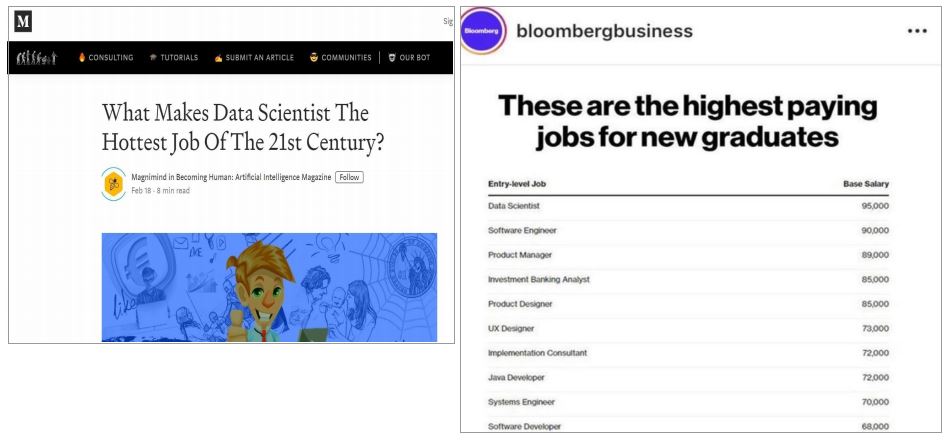 M
Sig
CONSULTING TUTORIALS SUBMIT AN ARTICLE COMMUNITIES OUR BOT
What Makes Data Scientist The
Hottest Job Of The 21st Century?
Magnimind in Becoming Human: Artificial Intelligence Magazine Follow
Feb 18 · 8 min read
LIVE
like
Bloomberg bloombergbusiness
These are the highest paying
jobs for new graduates
Entry-level Job Base Salary
Data Scientist 95,000
Software Engineer 90,000
Product Manager 89,000
Investment Banking Analyst 85,000
Product Designer 85,000
UX Designer 73,000
Implementation Consultant 72,000
Java Developer 72,000
Systems Engineer 70,000
Software Developer 68,000